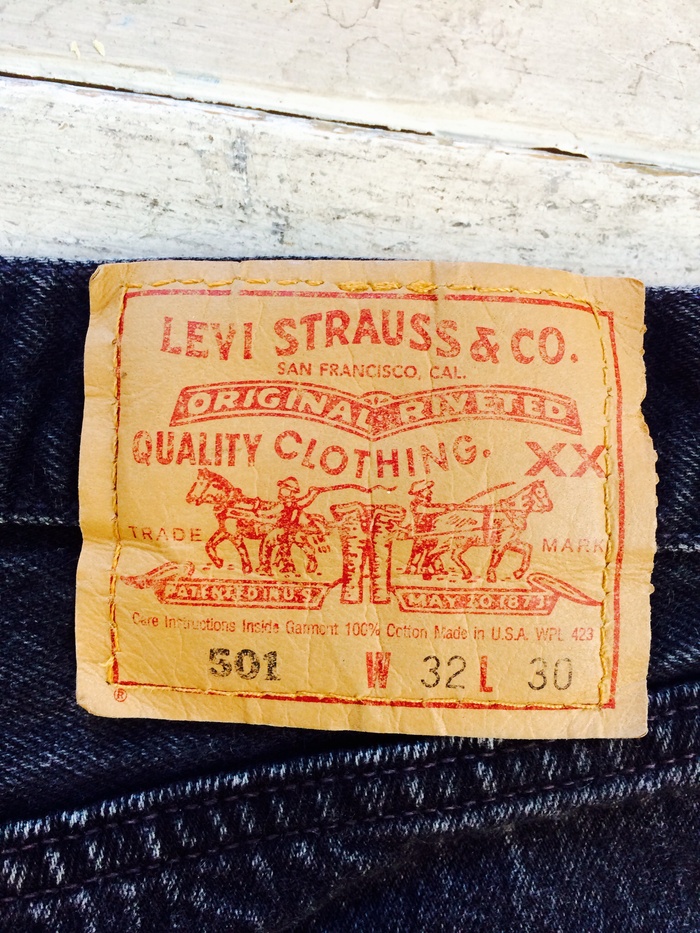 LEVI STRAUSS & CO.
SAN FRANCISCO, CAL.
ORIGINAL RIVETED
QUALITY CLOTHING. XX
TRADE MARK
PATENTED IN U.S. MAY 20 1873
Care Instructions Inside Garment 100% Cotton Made in U.S.A. WPL 423
501 W 32 L 30
®